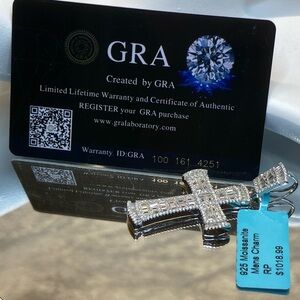 GRA
Created by GRA
Limited Lifetime Warranty and Certificate of Authentic
REGISTER your GRA purchase
www.gralaboratory.com
Warranty. ID:GRA 100 161 4251
925 Moissanite
Mens Charm
RP
$1018.99